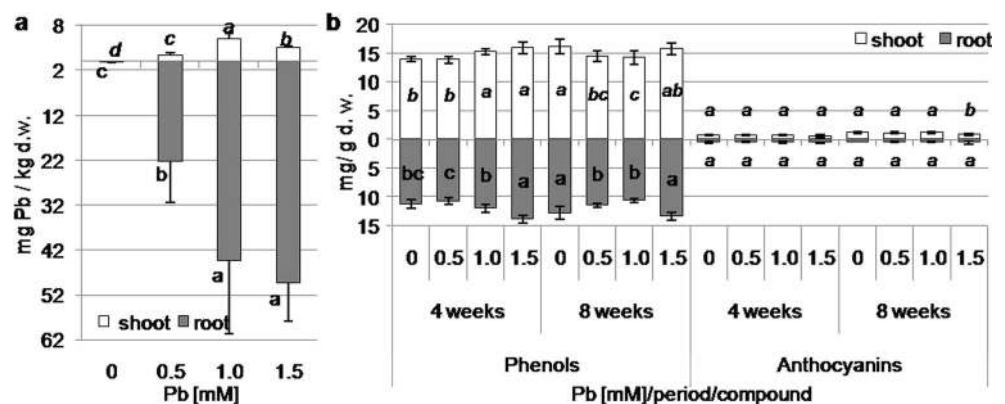 a
mg Pb / kg d.w.
8
2
12
22
32
42
52
62
d c a b
c b a a
shoot root
0 0.5 1.0 1.5
Pb [mM]
b
mg/ g d. w.
20
15
10
5
0
5
10
15
shoot
root
b b a a a bc c ab a a a a a a a b
bc c b a a b b a a a a a a a a a
0 0.5 1.0 1.5 0 0.5 1.0 1.5 0 0.5 1.0 1.5 0 0.5 1.0 1.5
4 weeks 8 weeks 4 weeks 8 weeks
Phenols Anthocyanins
Pb [mM]/period/compound